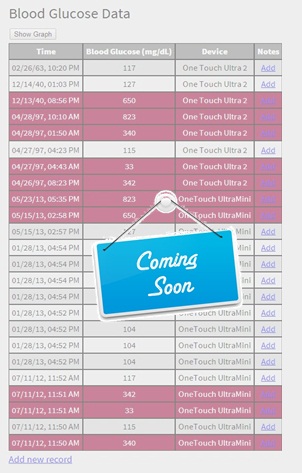 Blood Glucose Data
Show Graph
Time Blood Glucose (mg/dL) Device Notes
02/26/63, 10:20 PM 117 One Touch Ultra 2 Add
12/14/40, 01:03 PM 127 One Touch Ultra 2 Add
12/13/40, 08:56 PM 650 One Touch Ultra 2 Add
04/28/97, 10:10 AM 823 One Touch Ultra 2 Add
04/28/97, 01:50 AM 340 One Touch Ultra 2 Add
04/27/97, 04:23 PM 115 One Touch Ultra 2 Add
04/27/97, 04:43 AM 33 One Touch Ultra 2 Add
04/26/97, 08:23 PM 342 One Touch Ultra 2 Add
05/23/13, 05:35 PM 823 OneTouch UltraMini Add
05/15/13, 02:58 PM 650 OneTouch UltraMini Add
05/15/13, 02:57 PM OneTouch UltraMini Add
01/28/13, 04:54 PM Add
01/28/13, 04:54 PM Add
01/28/13, 04:54 PM Add
01/28/13, 04:54 PM Add
01/28/13, 04:52 PM Add
01/28/13, 04:52 PM OneTouch UltraMini Add
01/28/13, 04:52 PM 104 OneTouch UltraMini Add
01/28/13, 04:52 PM 104 OneTouch UltraMini Add
07/11/12, 11:52 AM 117 OneTouch UltraMini Add
07/11/12, 11:51 AM 342 OneTouch UltraMini Add
07/11/12, 11:51 AM 33 OneTouch UltraMini Add
07/11/12, 11:50 AM 340 OneTouch UltraMini Add
Coming
Soon
Add new record